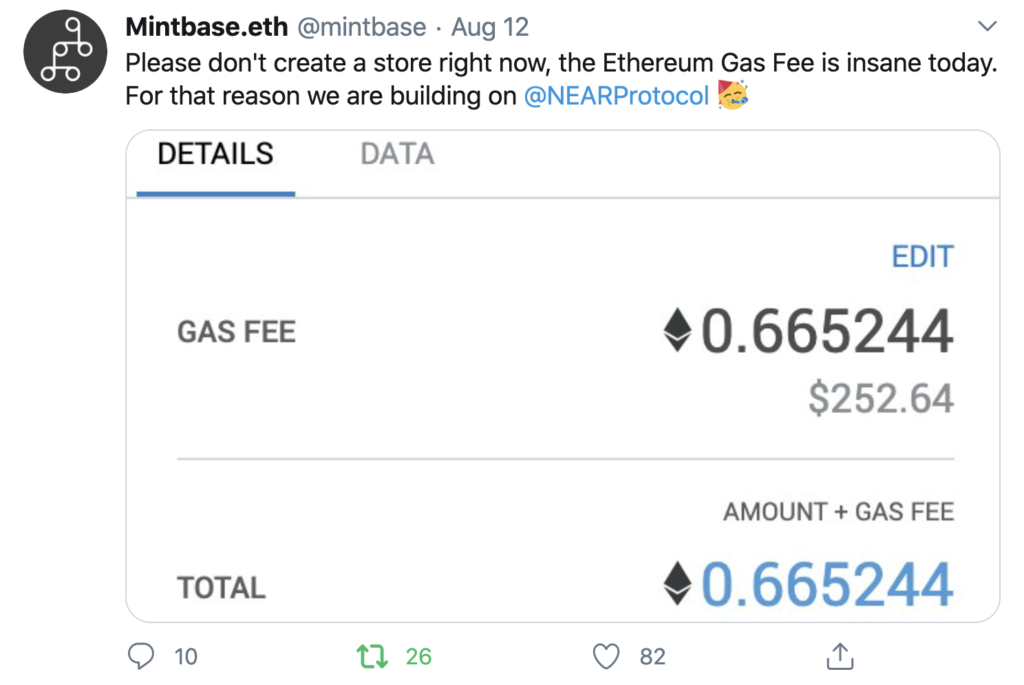 Mintbase.eth @mintbase · Aug 12
Please don't create a store right now, the Ethereum Gas Fee is insane today.
For that reason we are building on @NEARProtocol 🥳
DETAILS DATA
EDIT
GAS FEE 0.665244
$252.64
AMOUNT + GAS FEE
TOTAL 0.665244
10 26 82